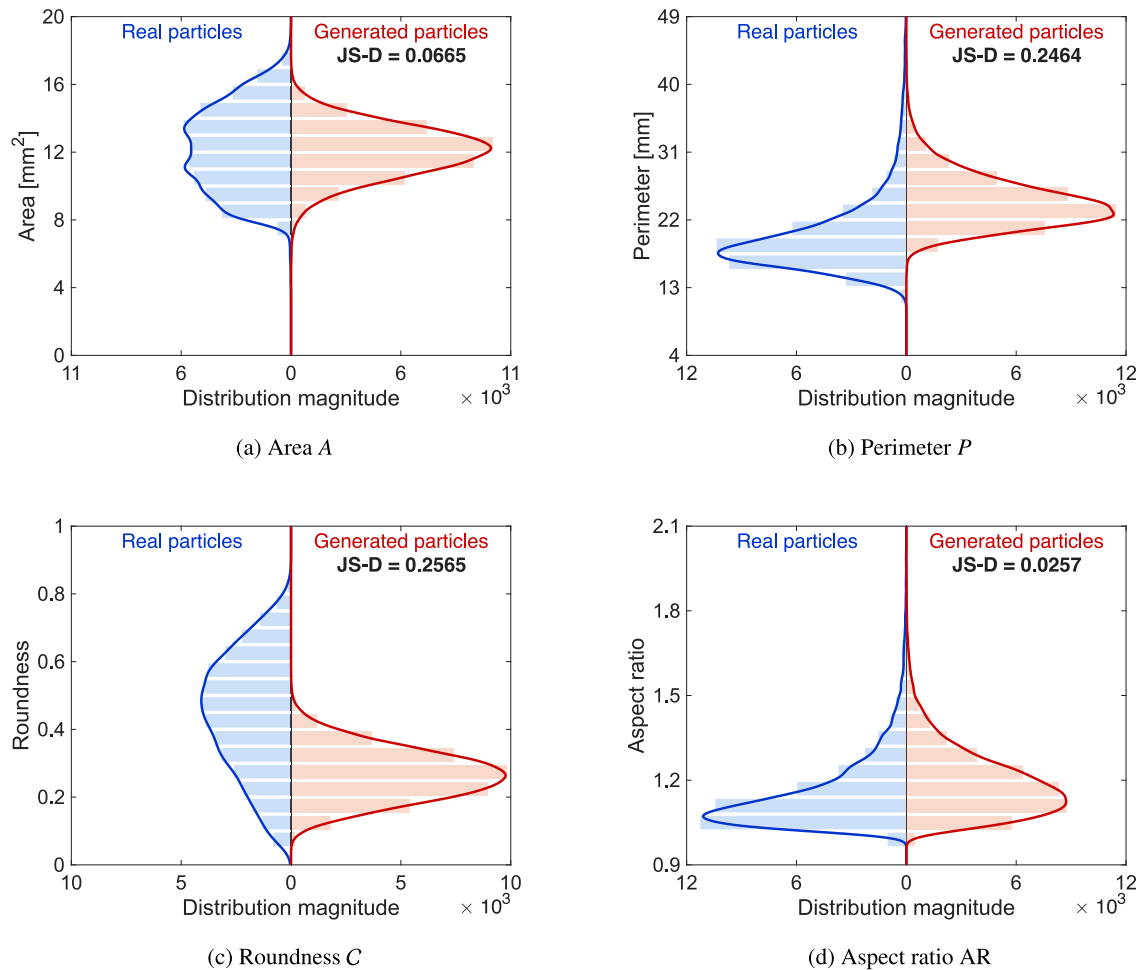 20
16
12
8
4
0
Area [mm²]
Real particles
Generated particles
JS-D = 0.0665
11
6
0
6
11
Distribution magnitude
× 10³
(a) Area A
49
40
31
22
13
4
Perimeter [mm]
Real particles
Generated particles
JS-D = 0.2464
12
6
0
6
12
Distribution magnitude
× 10³
(b) Perimeter P
1
0.8
0.6
0.4
0.2
0
Roundness
Real particles
Generated particles
JS-D = 0.2565
10
5
0
5
10
Distribution magnitude
× 10³
(c) Roundness C
2.1
1.8
1.5
1.2
0.9
Aspect ratio
Real particles
Generated particles
JS-D = 0.0257
12
6
0
6
12
Distribution magnitude
× 10³
(d) Aspect ratio AR